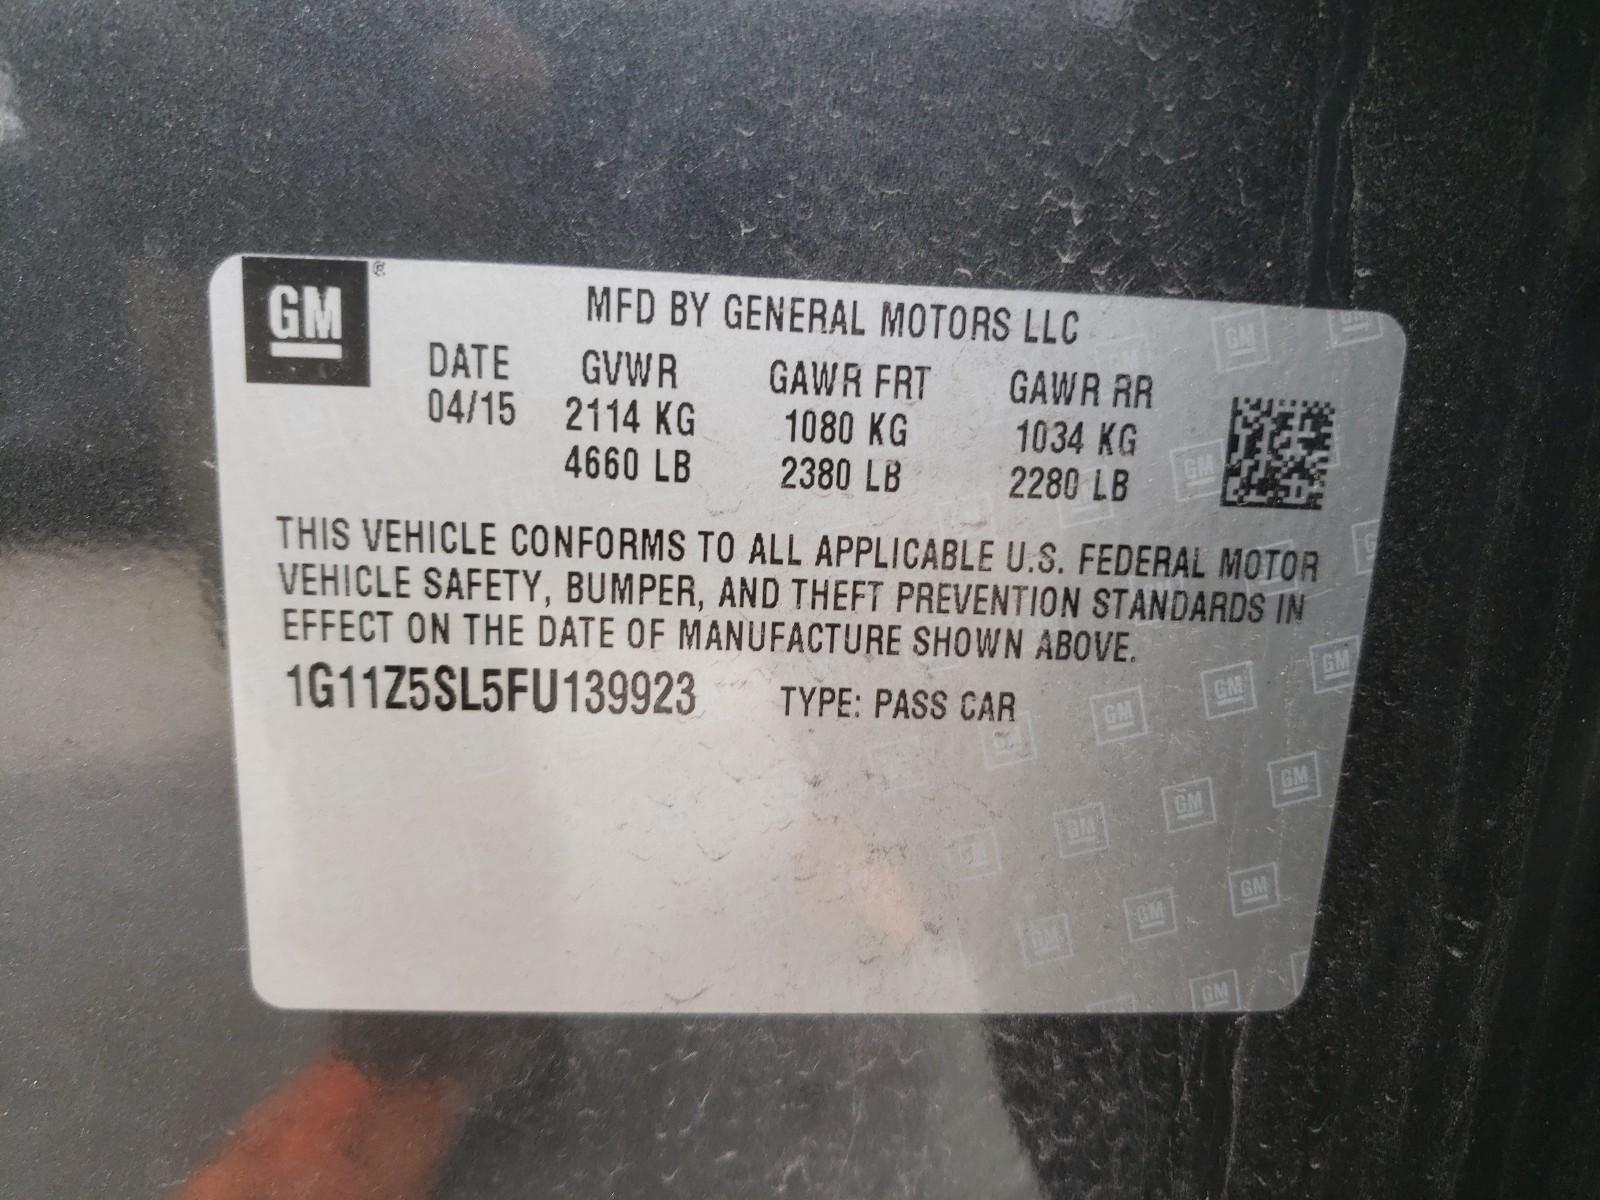 GM ®
MFD BY GENERAL MOTORS LLC
DATE GVWR GAWR FRT GAWR RR
04/15 2114 KG 1080 KG 1034 KG
4660 LB 2380 LB 2280 LB
THIS VEHICLE CONFORMS TO ALL APPLICABLE U.S. FEDERAL MOTOR
VEHICLE SAFETY, BUMPER, AND THEFT PREVENTION STANDARDS IN
EFFECT ON THE DATE OF MANUFACTURE SHOWN ABOVE.
1G11Z5SL5FU139923 TYPE: PASS CAR